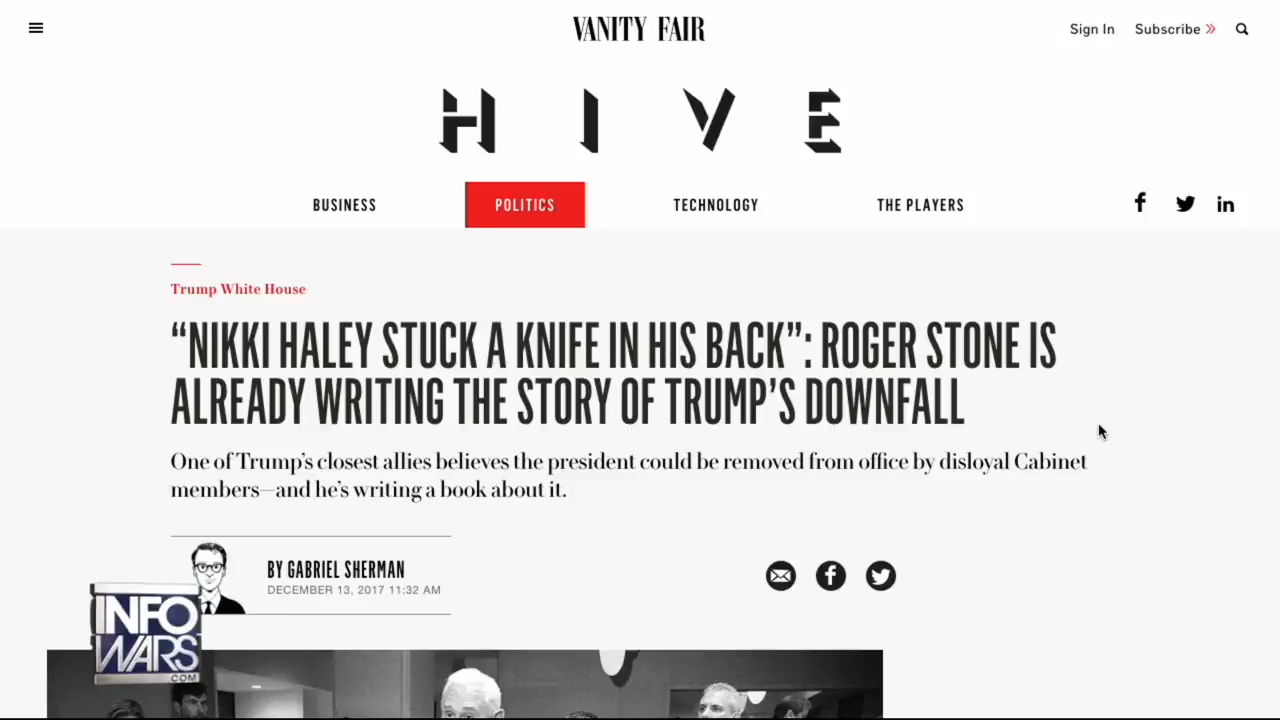 VANITY FAIR
Sign In
Subscribe
HIVE
BUSINESS
POLITICS
TECHNOLOGY
THE PLAYERS
Trump White House
“NIKKI HALEY STUCK A KNIFE IN HIS BACK”: ROGER STONE IS
ALREADY WRITING THE STORY OF TRUMP’S DOWNFALL
One of Trump’s closest allies believes the president could be removed from office by disloyal Cabinet
members—and he’s writing a book about it.
BY GABRIEL SHERMAN
DECEMBER 13, 2017 11:32 AM
INFO
WARS
.COM